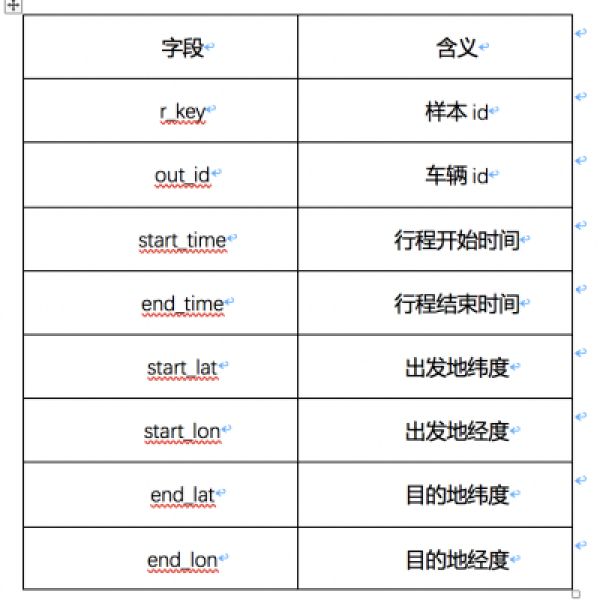 字段 含义
r_key 样本 id
out_id 车辆 id
start_time 行程开始时间
end_time 行程结束时间
start_lat 出发地纬度
start_lon 出发地经度
end_lat 目的地纬度
end_lon 目的地经度